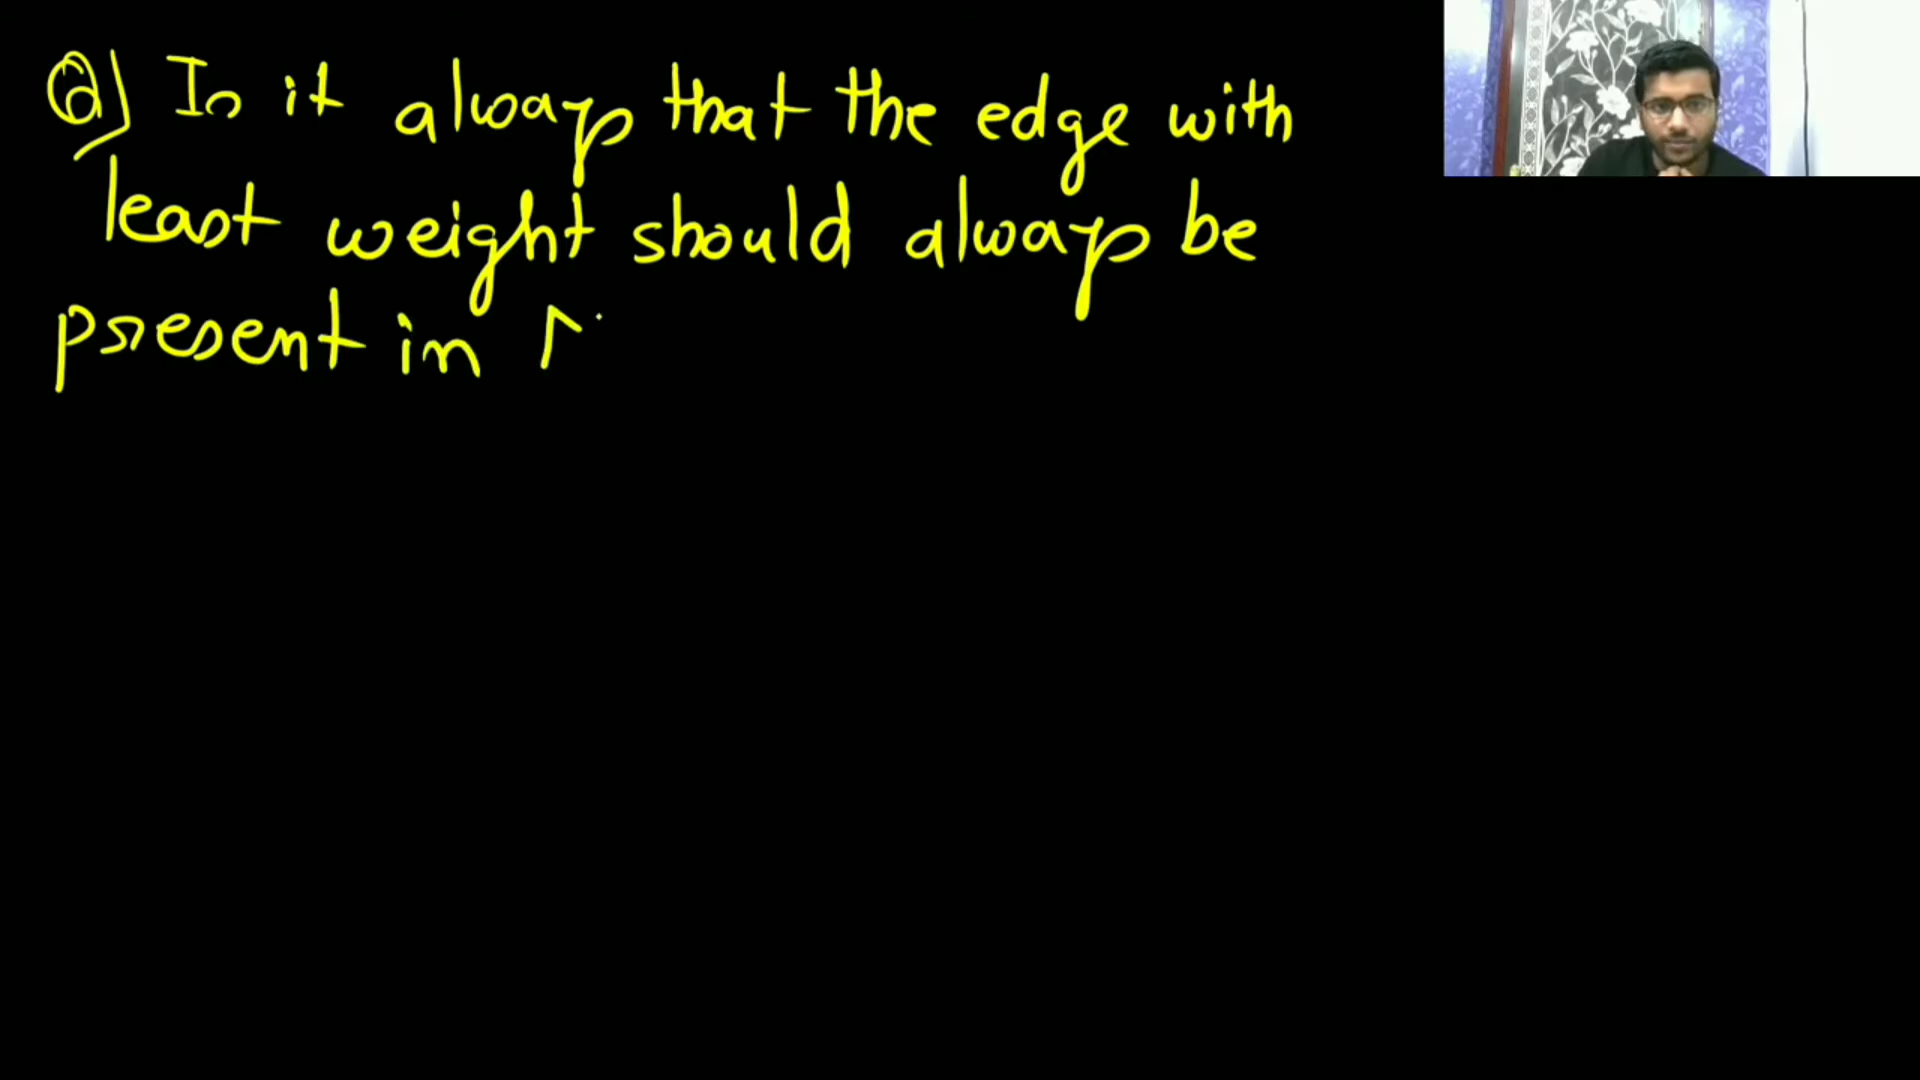 Q) Is it always that the edge with
least weight should always be
present in